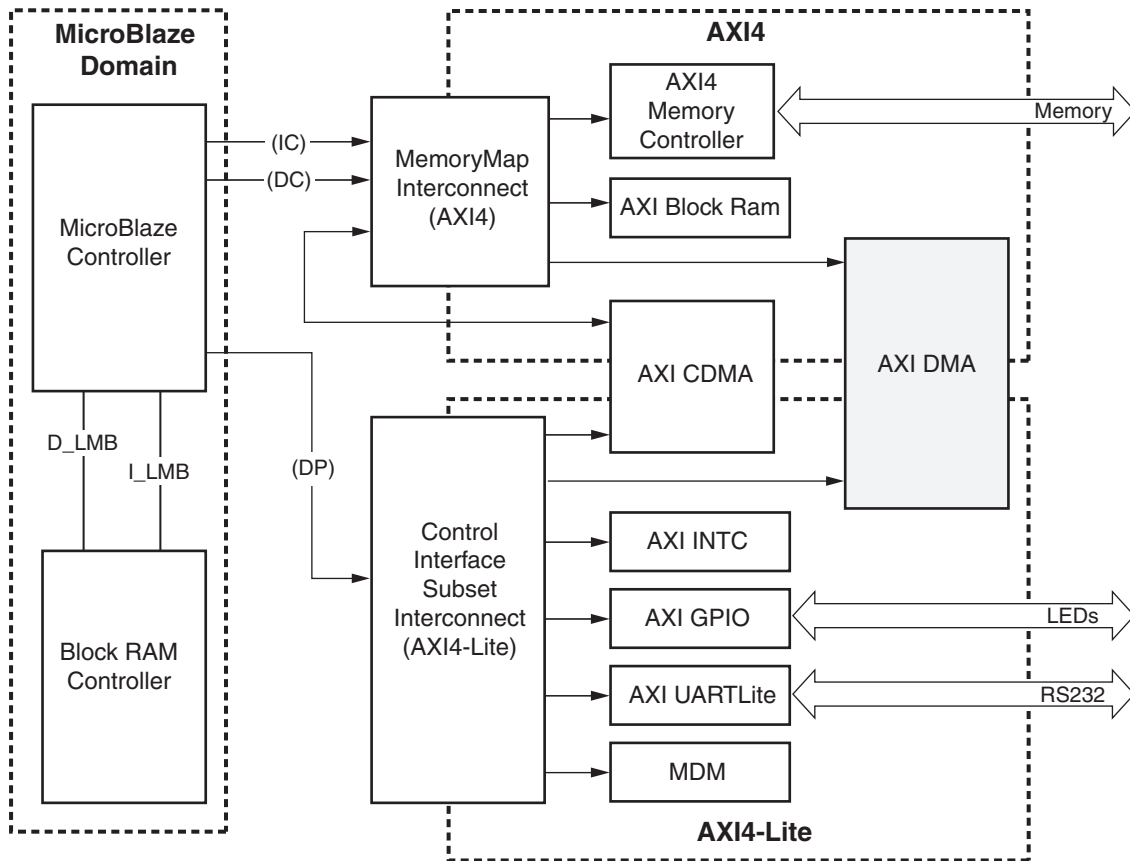 MicroBlaze
Domain
MicroBlaze
Controller
D_LMB
I_LMB
Block RAM
Controller
(IC)
(DC)
(DP)
AXI4
MemoryMap
Interconnect
(AXI4)
AXI4
Memory
Controller
Memory
AXI Block Ram
AXI CDMA
AXI DMA
Control
Interface
Subset
Interconnect
(AXI4-Lite)
AXI INTC
AXI GPIO
LEDs
AXI UARTLite
RS232
MDM
AXI4-Lite